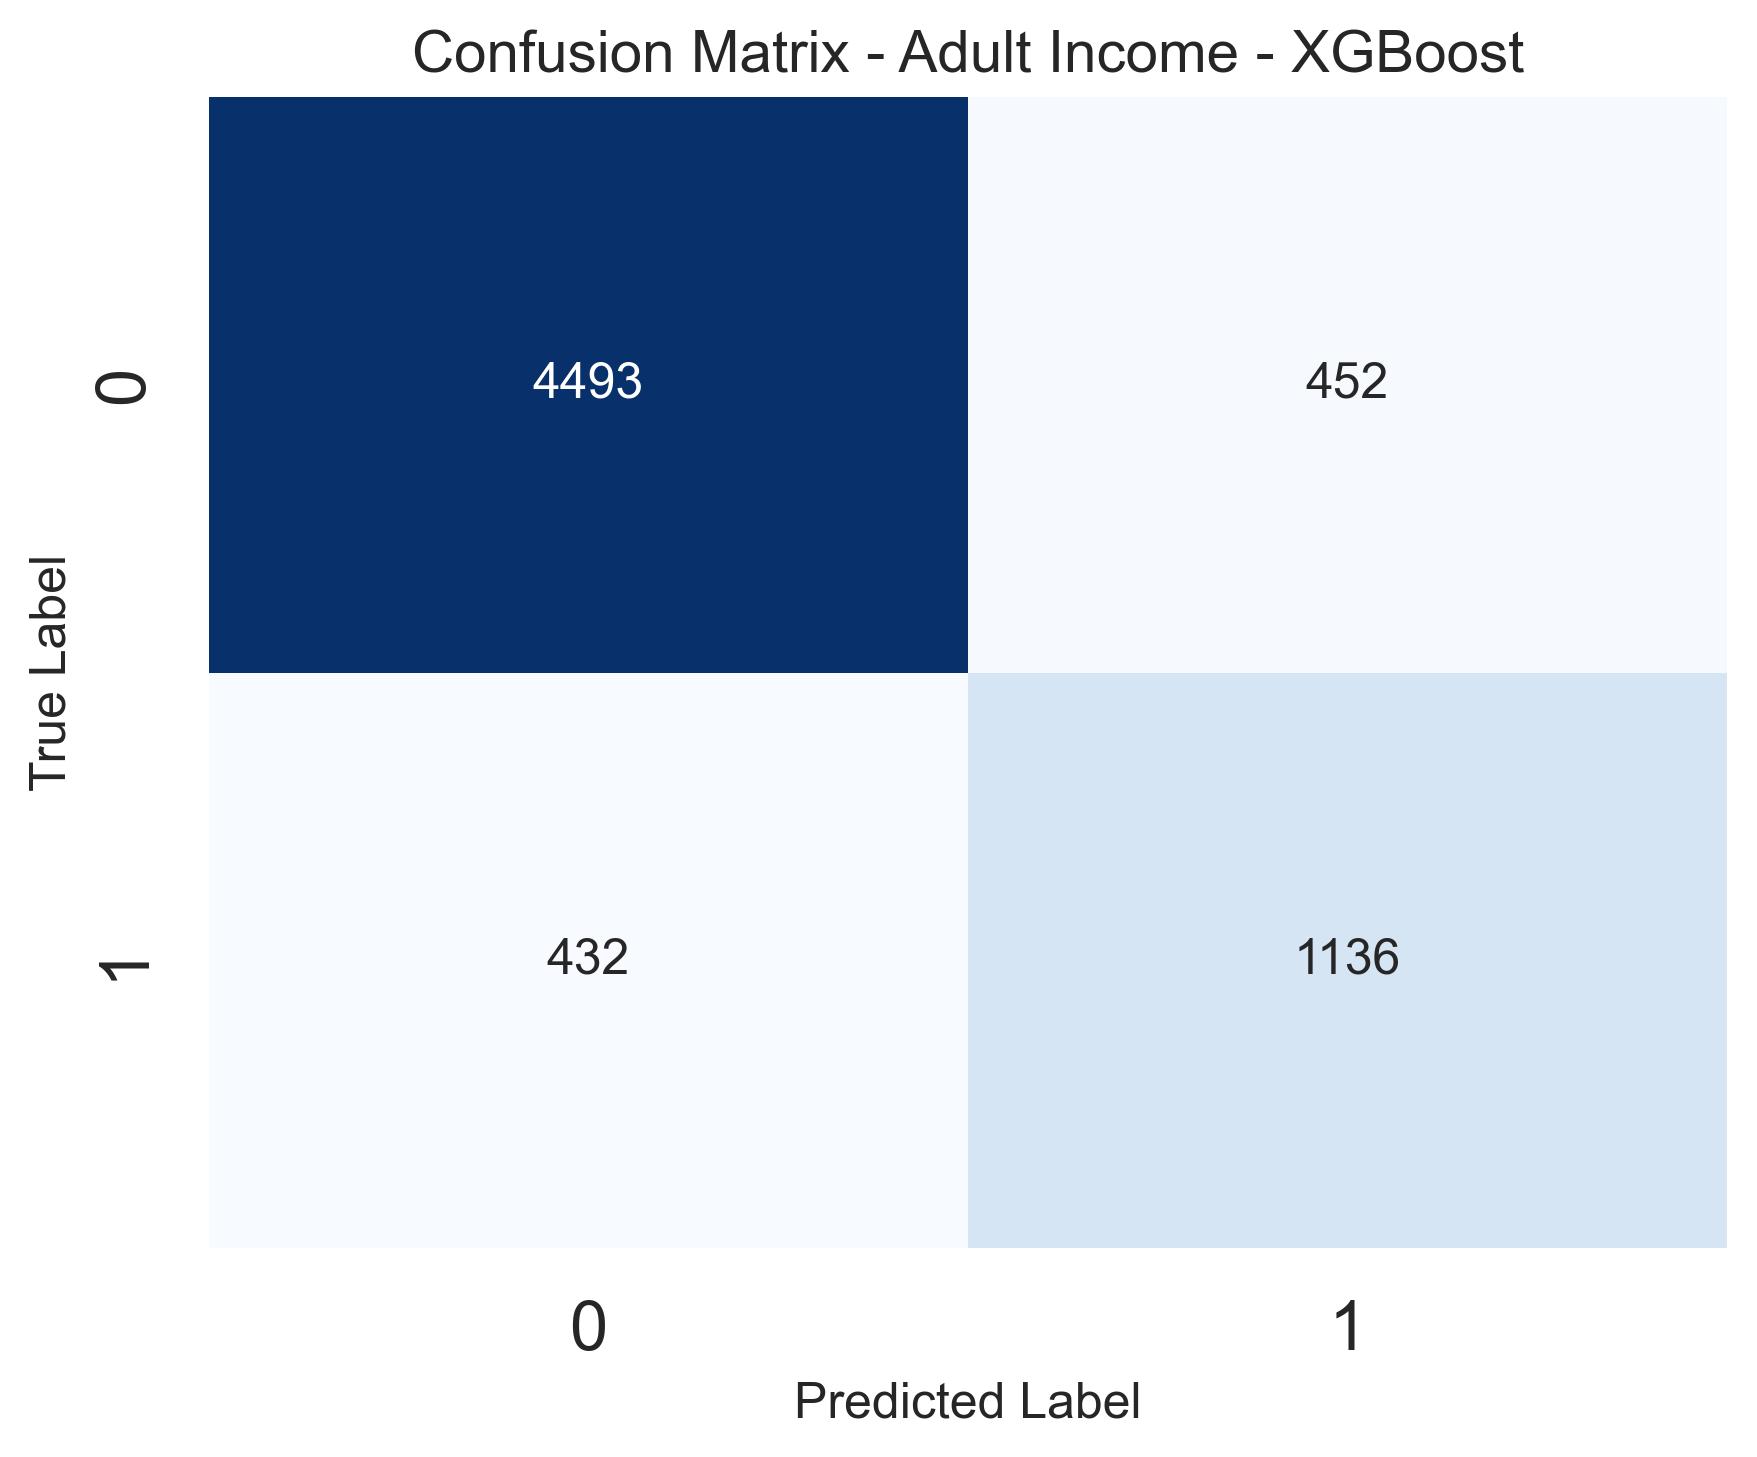 Confusion Matrix - Adult Income - XGBoost
True Label
0
4493
452
1
432
1136
0
1
Predicted Label